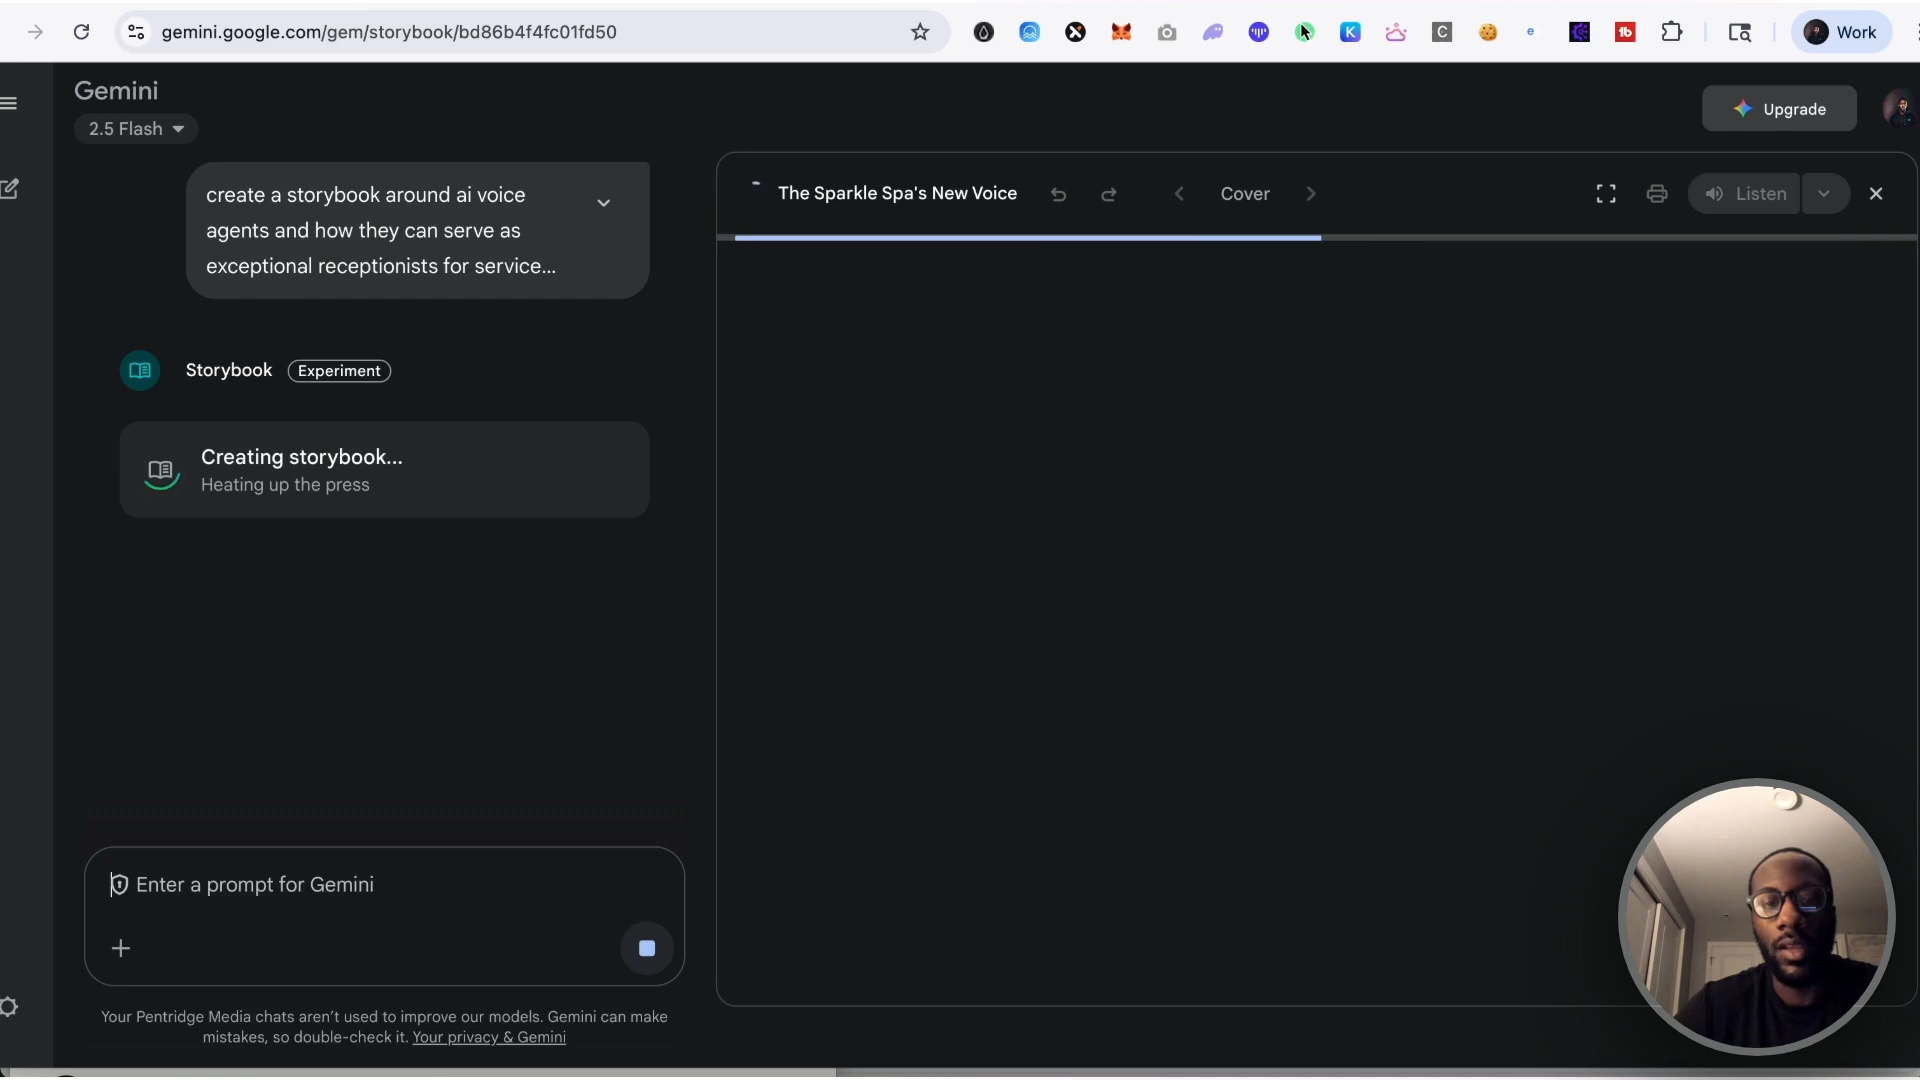 gemini.google.com/gem/storybook/bd86b4f4fc01fd50
Work
Gemini
2.5 Flash
Upgrade
create a storybook around ai voice
agents and how they can serve as
exceptional receptionists for service...
The Sparkle Spa's New Voice
Cover
Listen
Storybook
Experiment
Creating storybook...
Heating up the press
Enter a prompt for Gemini
Your Pentridge Media chats aren't used to improve our models. Gemini can make
mistakes, so double-check it. Your privacy & Gemini